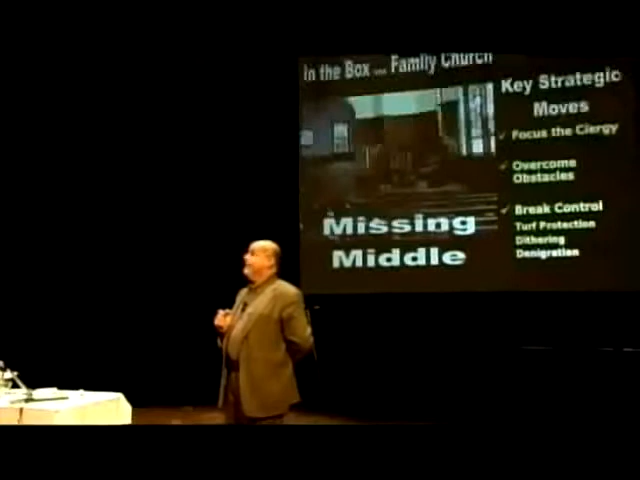 In the Box ... Family Church
Key Strategic
Moves
✓ Focus the Clergy
✓ Overcome
Obstacles
✓ Break Control
Turf Protection
Dithering
Denigration
Missing
Middle